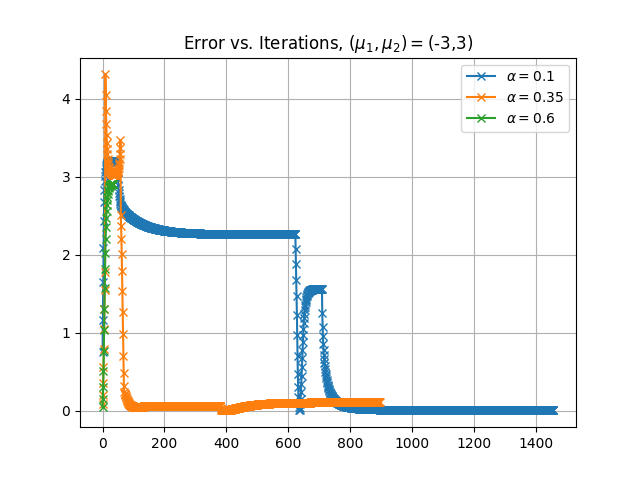 Error vs. Iterations, (μ₁, μ₂) = (-3,3)
α = 0.1
α = 0.35
α = 0.6
4
3
2
1
0
0 200 400 600 800 1000 1200 1400